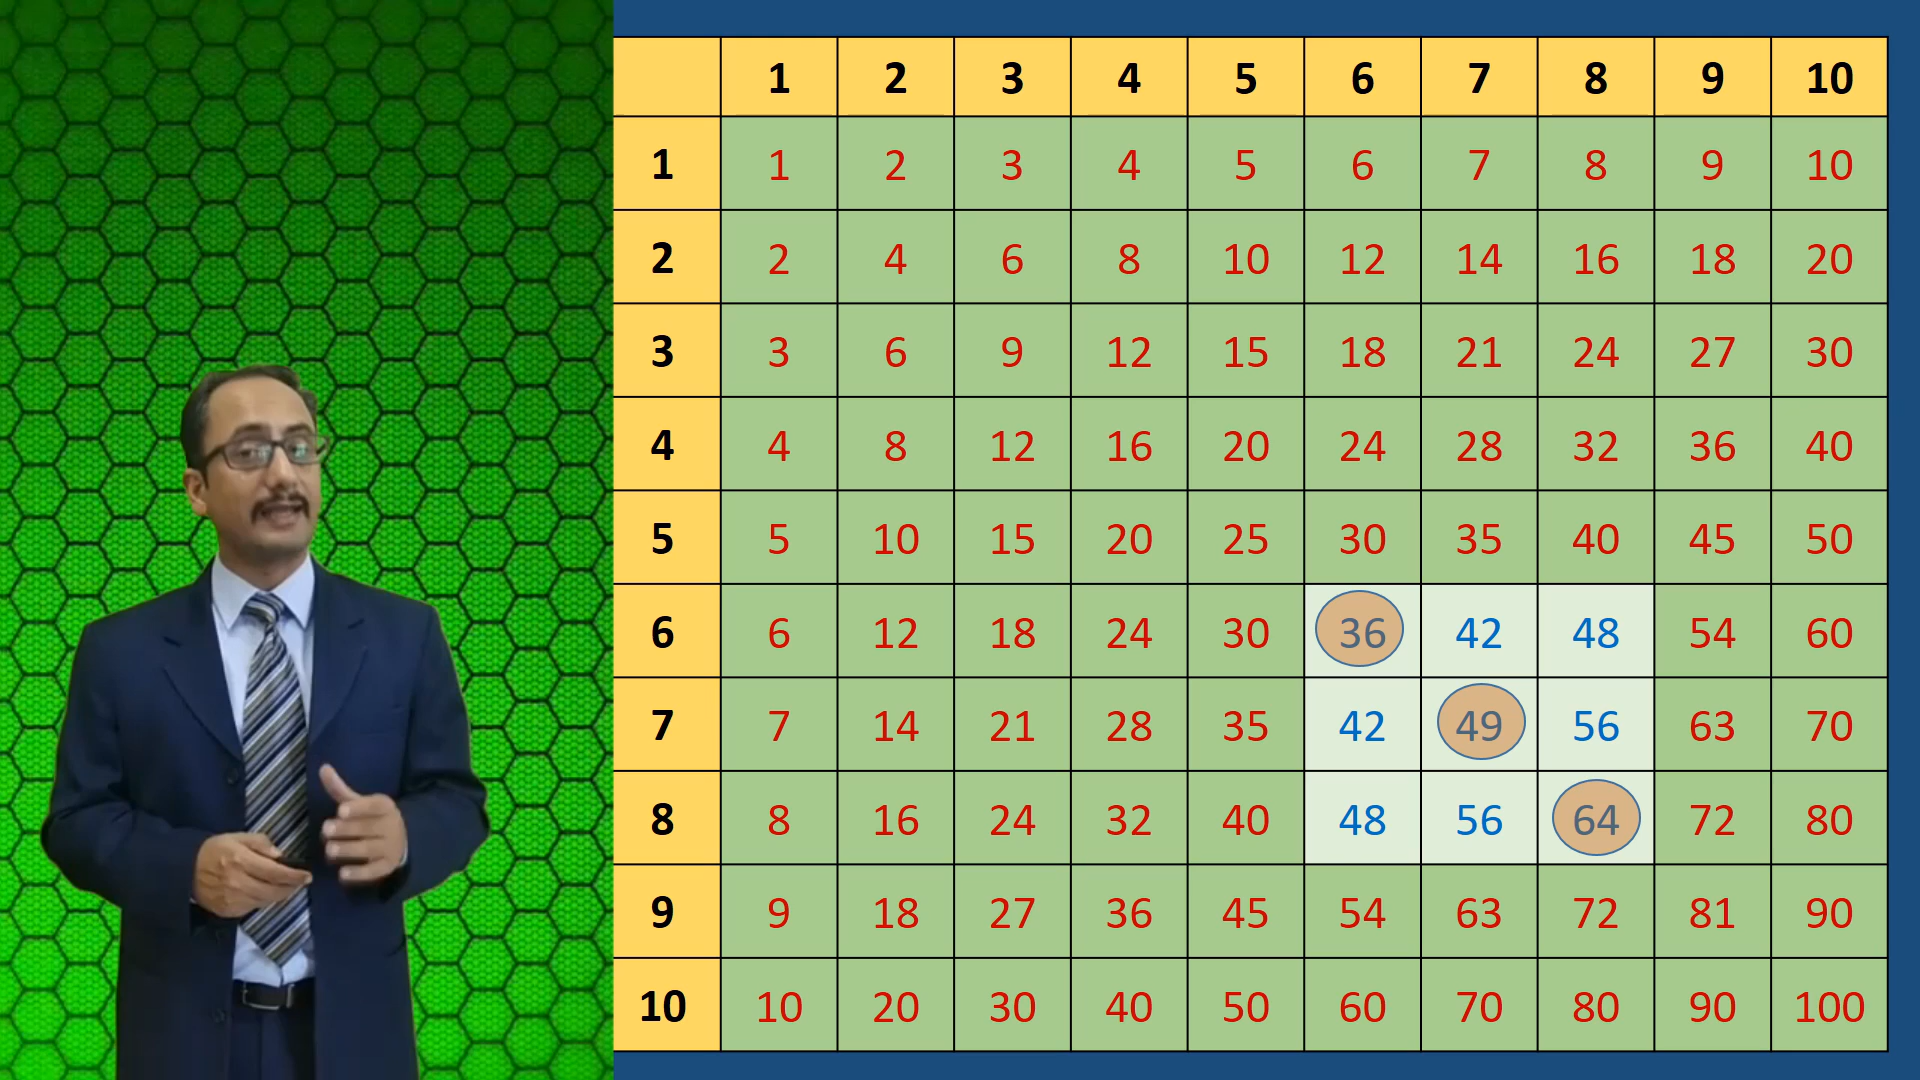 1 2 3 4 5 6 7 8 9 10
1 1 2 3 4 5 6 7 8 9 10
2 2 4 6 8 10 12 14 16 18 20
3 3 6 9 12 15 18 21 24 27 30
4 4 8 12 16 20 24 28 32 36 40
5 5 10 15 20 25 30 35 40 45 50
6 6 12 18 24 30 36 42 48 54 60
7 7 14 21 28 35 42 49 56 63 70
8 8 16 24 32 40 48 56 64 72 80
9 9 18 27 36 45 54 63 72 81 90
10 10 20 30 40 50 60 70 80 90 100